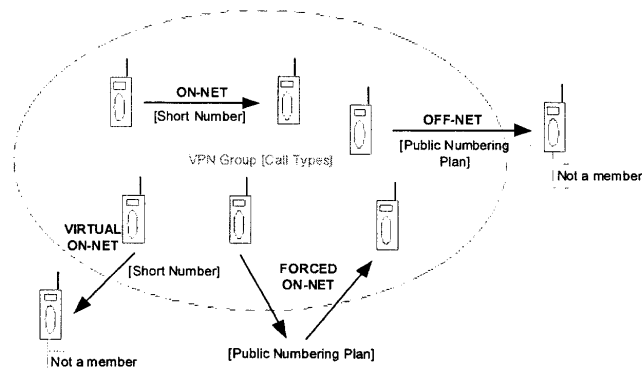 ON-NET
[Short Number]
OFF-NET
[Public Numbering
Plan]
Not a member
VPN Group [Call Types]
VIRTUAL
ON-NET
[Short Number]
FORCED
ON-NET
Not a member
[Public Numbering Plan]